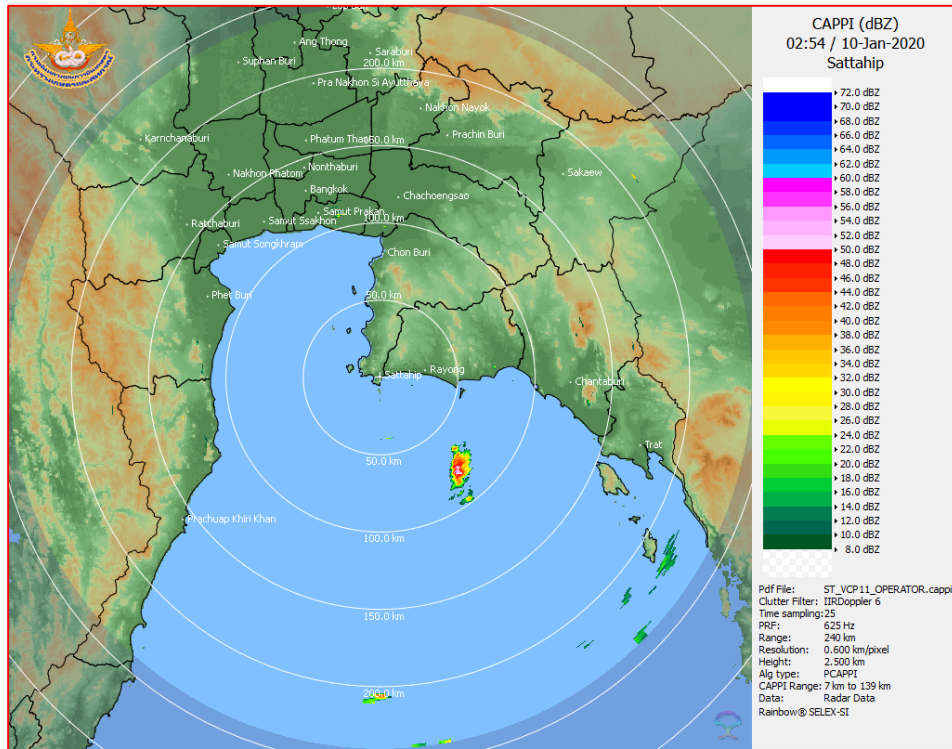 Ang Thong
Saraburi
Suphan Buri
200.0 km
Pra Nakhon Si Ayutthaya
Nakhon Nayok
Prachin Buri
Karnchanaburi
Phatum Than
50.0 km
Nonthaburi
Nakhon Phatom
Sakaew
Bangkok
Chachoengsao
Samut Prakan
Samut Ssakhon
100.0 km
Ratchaburi
Samut Songkhram
Chon Buri
Phet Buri
50.0 km
Sattahip
Rayong
Chantaburi
Trat
50.0 km
Prachuap Khiri Khan
100.0 km
150.0 km
200.0 km
CAPPI (dBZ)
02:54 / 10-Jan-2020
Sattahip
72.0 dBZ
70.0 dBZ
68.0 dBZ
66.0 dBZ
64.0 dBZ
62.0 dBZ
60.0 dBZ
58.0 dBZ
56.0 dBZ
54.0 dBZ
52.0 dBZ
50.0 dBZ
48.0 dBZ
46.0 dBZ
44.0 dBZ
42.0 dBZ
40.0 dBZ
38.0 dBZ
36.0 dBZ
34.0 dBZ
32.0 dBZ
30.0 dBZ
28.0 dBZ
26.0 dBZ
24.0 dBZ
22.0 dBZ
20.0 dBZ
18.0 dBZ
16.0 dBZ
14.0 dBZ
12.0 dBZ
10.0 dBZ
8.0 dBZ
Pdf File: ST_VCP11_OPERATOR.cappi
Clutter Filter: IIRDoppler 6
Time sampling:25
PRF: 625 Hz
Range: 240 km
Resolution: 0.600 km/pixel
Height: 2.500 km
Alg type: PCAPPI
CAPPI Range: 7 km to 139 km
Data: Radar Data
Rainbow® SELEX-SI